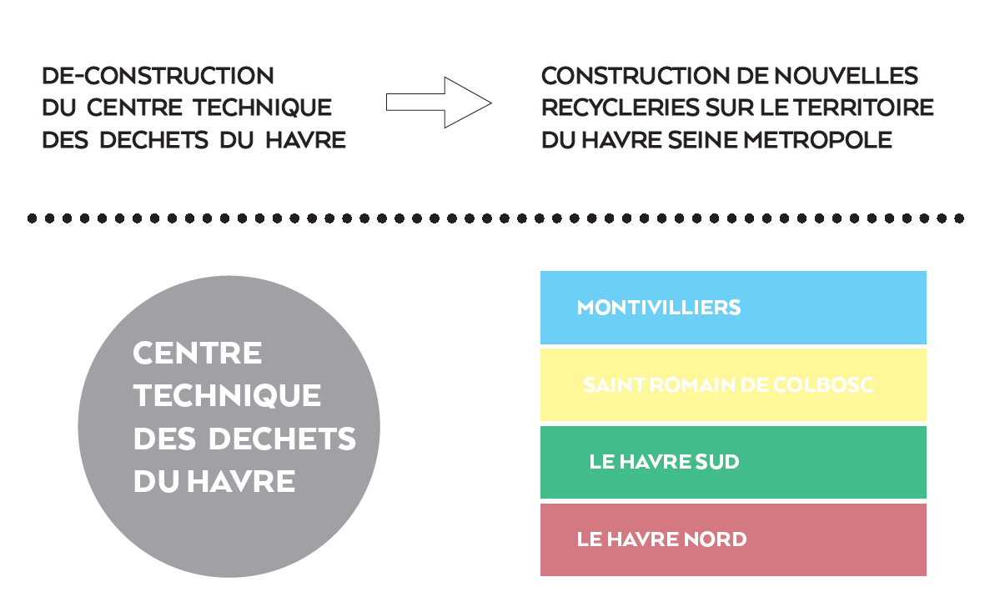 DE-CONSTRUCTION
DU CENTRE TECHNIQUE
DES DECHETS DU HAVRE
CONSTRUCTION DE NOUVELLES
RECYCLERIES SUR LE TERRITOIRE
DU HAVRE SEINE METROPOLE
CENTRE
TECHNIQUE
DES DECHETS
DU HAVRE
MONTIVILLIERS
SAINT ROMAIN DE COLBOSC
LE HAVRE SUD
LE HAVRE NORD